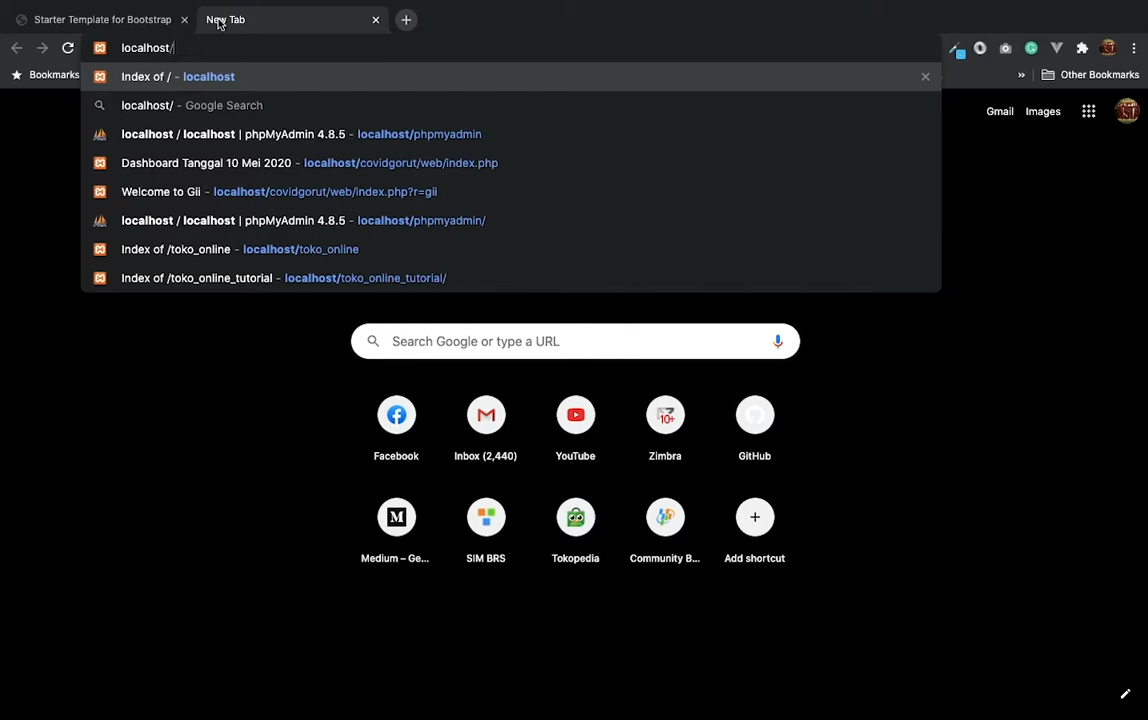 Starter Template for Bootstrap
New Tab
localhost/
Bookmarks
Index of / - localhost
localhost/ - Google Search
localhost / localhost | phpMyAdmin 4.8.5 - localhost/phpmyadmin
Dashboard Tanggal 10 Mei 2020 - localhost/covidgorut/web/index.php
Welcome to Gii - localhost/covidgorut/web/index.php?r=gii
localhost / localhost | phpMyAdmin 4.8.5 - localhost/phpmyadmin/
Index of /toko_online - localhost/toko_online
Index of /toko_online_tutorial - localhost/toko_online_tutorial/
» Other Bookmarks
Gmail Images
Search Google or type a URL
10+
Facebook Inbox (2,440) YouTube Zimbra GitHub
M
Medium – Ge... SIM BRS Tokopedia Community B... Add shortcut